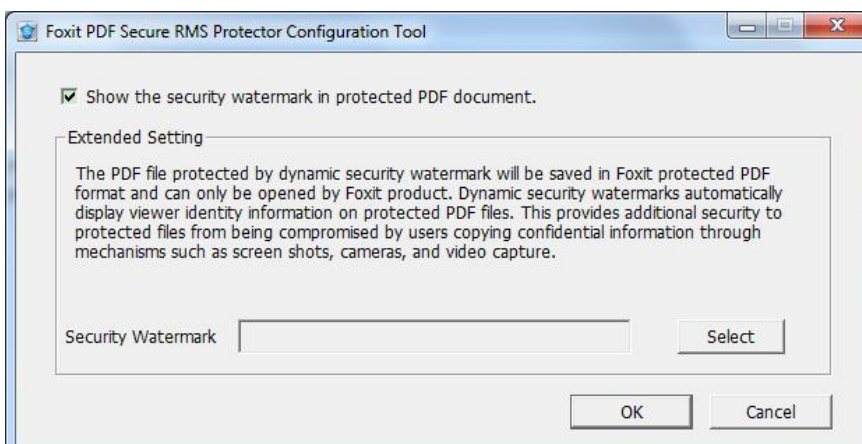 Foxit PDF Secure RMS Protector Configuration Tool
Show the security watermark in protected PDF document.
Extended Setting
The PDF file protected by dynamic security watermark will be saved in Foxit protected PDF
format and can only be opened by Foxit product. Dynamic security watermarks automatically
display viewer identity information on protected PDF files. This provides additional security to
protected files from being compromised by users copying confidential information through
mechanisms such as screen shots, cameras, and video capture.
Security Watermark
Select
OK
Cancel